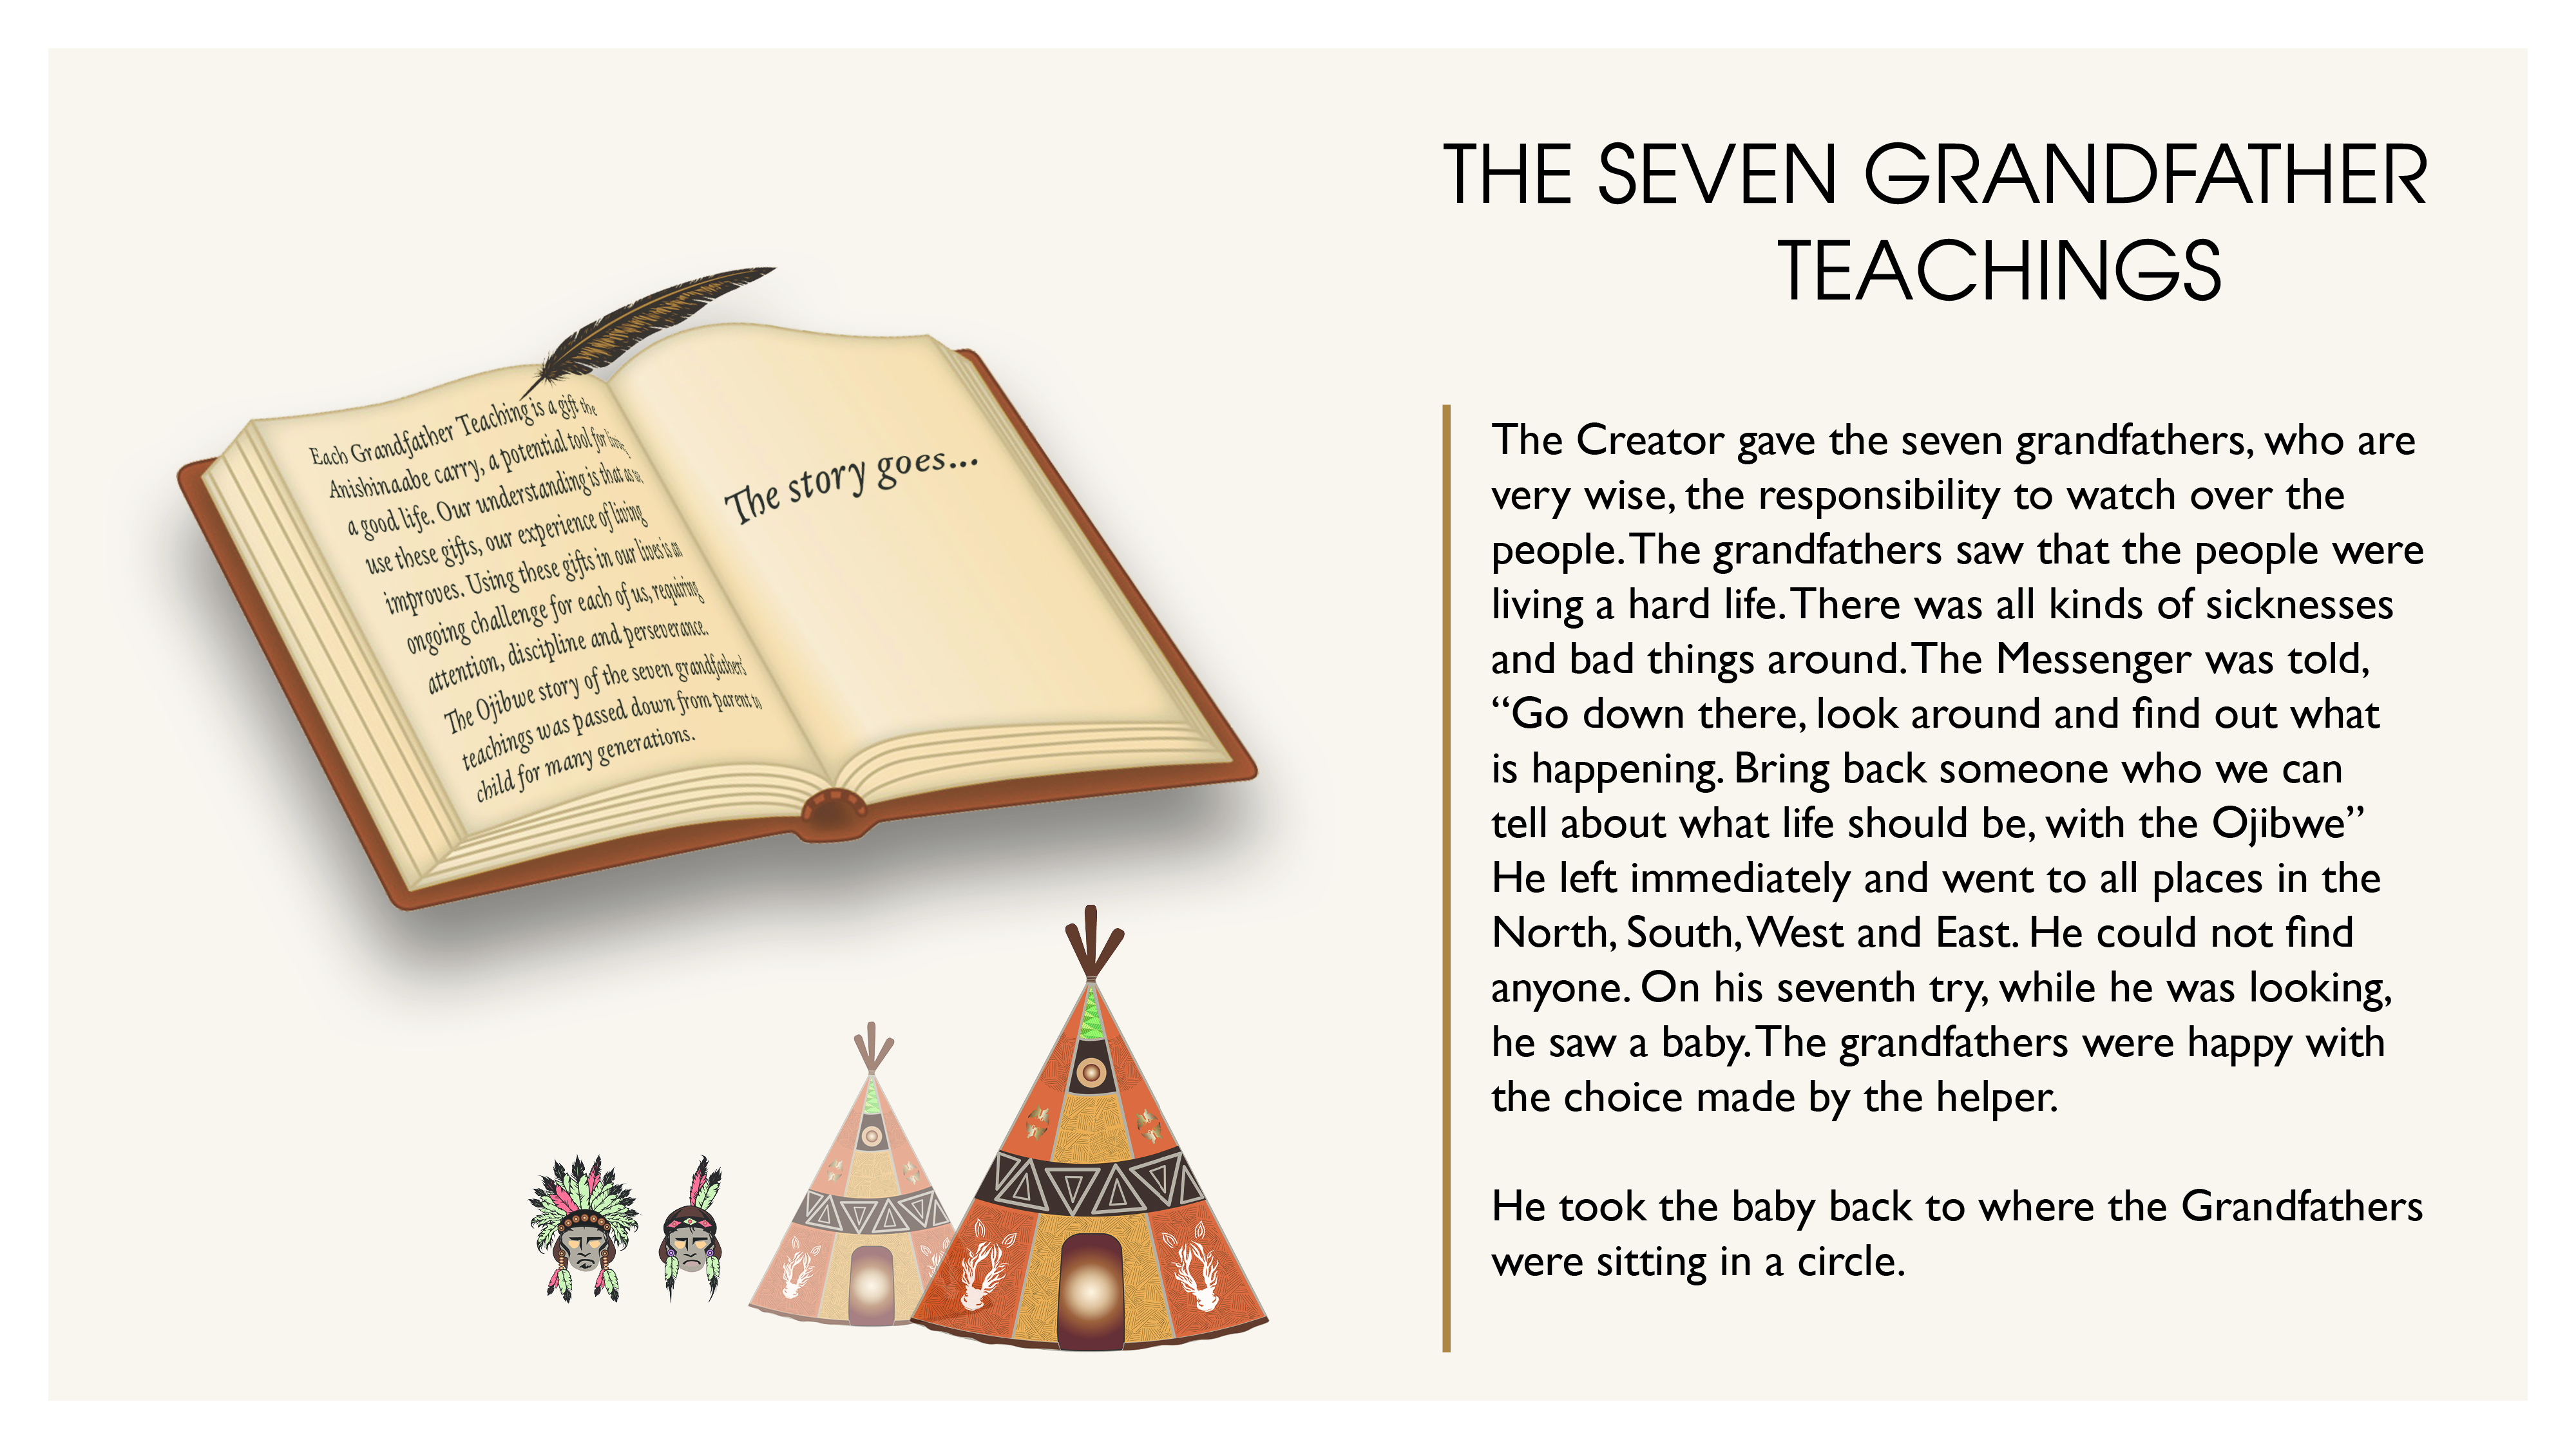 THE SEVEN GRANDFATHER
TEACHINGS
Each Grandfather Teaching is a gift the
Anishinaabe carry, a potential tool for living
a good life. Our understanding is that as we
use these gifts, our experience of living
improves. Using these gifts in our lives is an
ongoing challenge for each of us, requiring
attention, discipline and perseverance.
The Ojibwe story of the seven grandfathers'
teachings was passed down from parent to
child for many generations.
The story goes...
The Creator gave the seven grandfathers, who are
very wise, the responsibility to watch over the
people. The grandfathers saw that the people were
living a hard life. There was all kinds of sicknesses
and bad things around. The Messenger was told,
“Go down there, look around and find out what
is happening. Bring back someone who we can
tell about what life should be, with the Ojibwe”
He left immediately and went to all places in the
North, South, West and East. He could not find
anyone. On his seventh try, while he was looking,
he saw a baby. The grandfathers were happy with
the choice made by the helper.
He took the baby back to where the Grandfathers
were sitting in a circle.